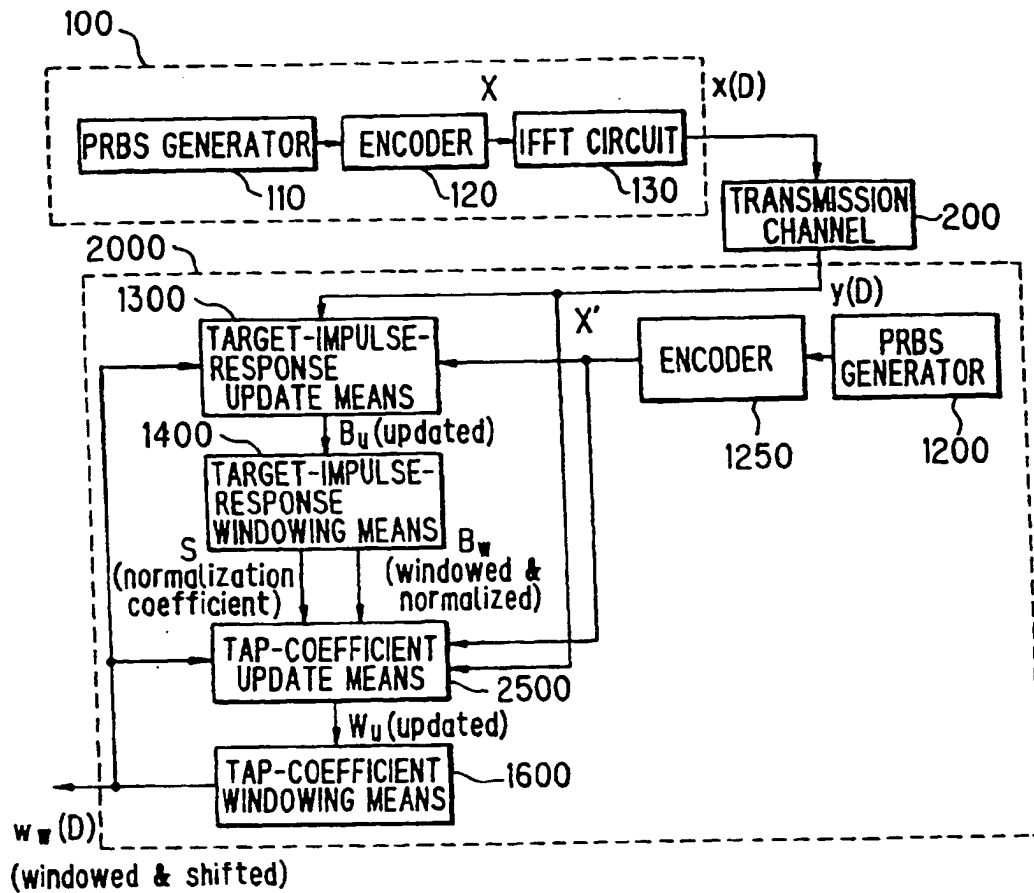 100
X
x(D)
PRBS GENERATOR
ENCODER
IFFT CIRCUIT
110
120
130
TRANSMISSION
CHANNEL
200
2000
1300
y(D)
X'
TARGET-IMPULSE-
RESPONSE
UPDATE MEANS
ENCODER
PRBS
GENERATOR
1250
1200
Bu (updated)
1400
TARGET-IMPULSE-
RESPONSE
WINDOWING MEANS
S
(normalization
coefficient)
Bw
(windowed &
normalized)
TAP-COEFFICIENT
UPDATE MEANS
2500
Wu (updated)
TAP-COEFFICIENT
WINDOWING MEANS
1600
ww (D)
(windowed & shifted)